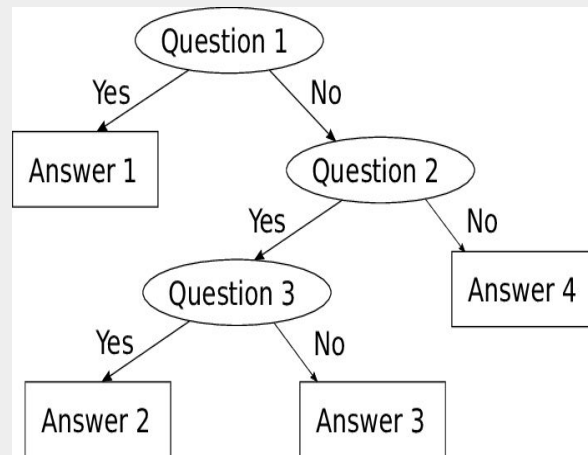 Question 1
Yes
No
Answer 1
Question 2
Yes
No
Question 3
Answer 4
Yes
No
Answer 2
Answer 3